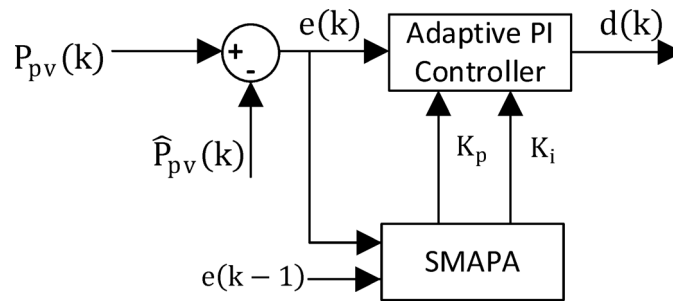 e(k)
Adaptive PI
Controller
d(k)
P_pv(k)
+
-
P̂_pv(k)
K_p
K_i
SMAPA
e(k − 1)